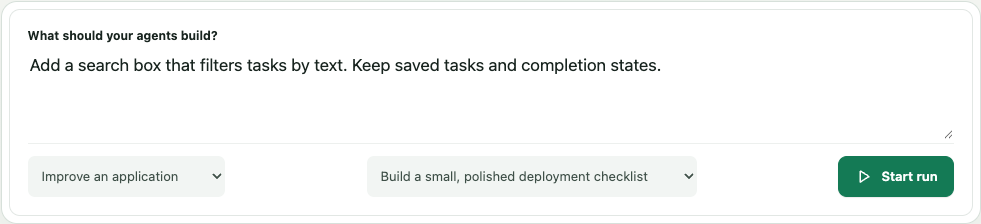 What should your agents build?
Add a search box that filters tasks by text. Keep saved tasks and completion states.
Improve an application
Build a small, polished deployment checklist
Start run